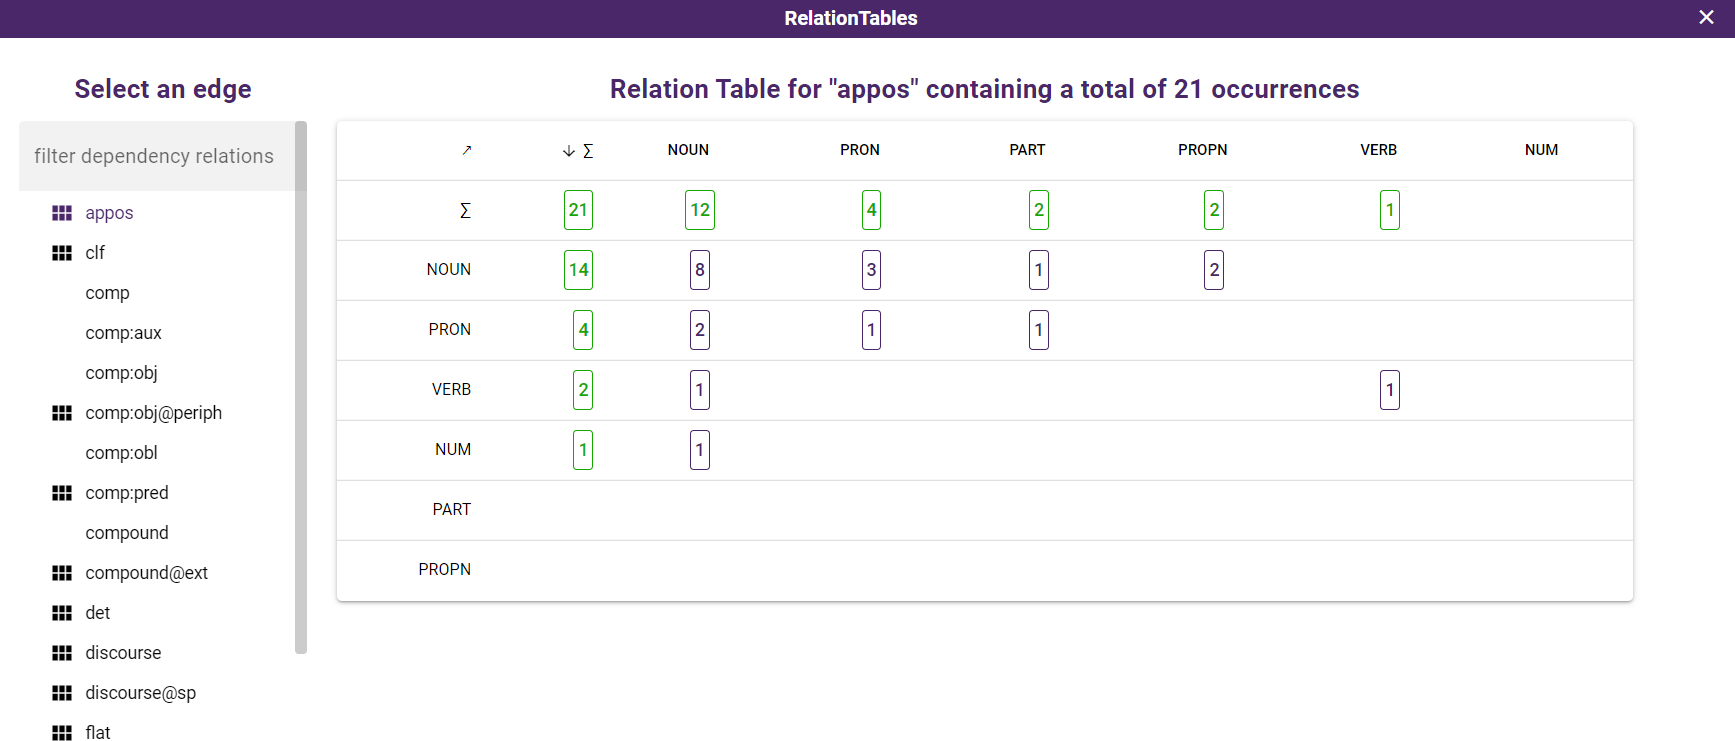 RelationTables
Select an edge
filter dependency relations
appos
clf
comp
comp:aux
comp:obj
comp:obj@periph
comp:obl
comp:pred
compound
compound@ext
det
discourse
discourse@sp
flat
Relation Table for "appos" containing a total of 21 occurrences
↗ ↓ Σ NOUN PRON PART PROPN VERB NUM
Σ 21 12 4 2 2 1
NOUN 14 8 3 1 2
PRON 4 2 1 1
VERB 2 1 1
NUM 1 1
PART
PROPN